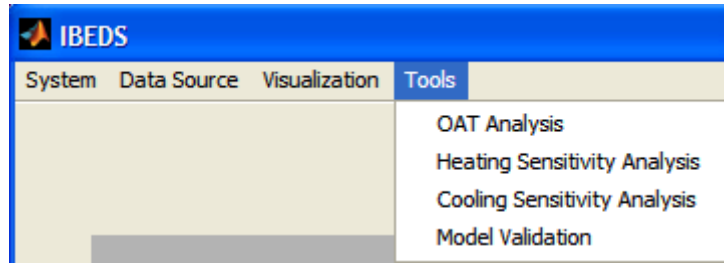 IBEDS
System Data Source Visualization Tools
OAT Analysis
Heating Sensitivity Analysis
Cooling Sensitivity Analysis
Model Validation